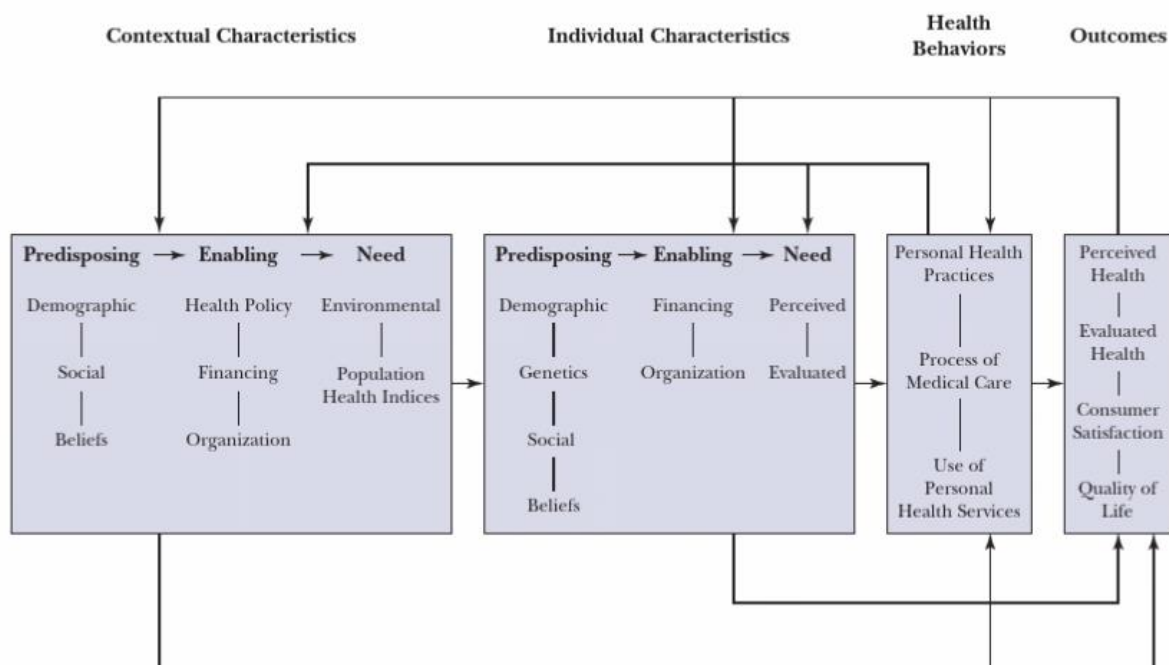 Contextual Characteristics
Individual Characteristics
Health
Behaviors
Outcomes
Predisposing
Enabling
Need
Demographic
Social
Beliefs
Health Policy
Financing
Organization
Environmental
Population
Health Indices
Predisposing
Enabling
Need
Demographic
Genetics
Social
Beliefs
Financing
Organization
Perceived
Evaluated
Personal Health
Practices
Process of
Medical Care
Use of
Personal
Health Services
Perceived
Health
Evaluated
Health
Consumer
Satisfaction
Quality of
Life